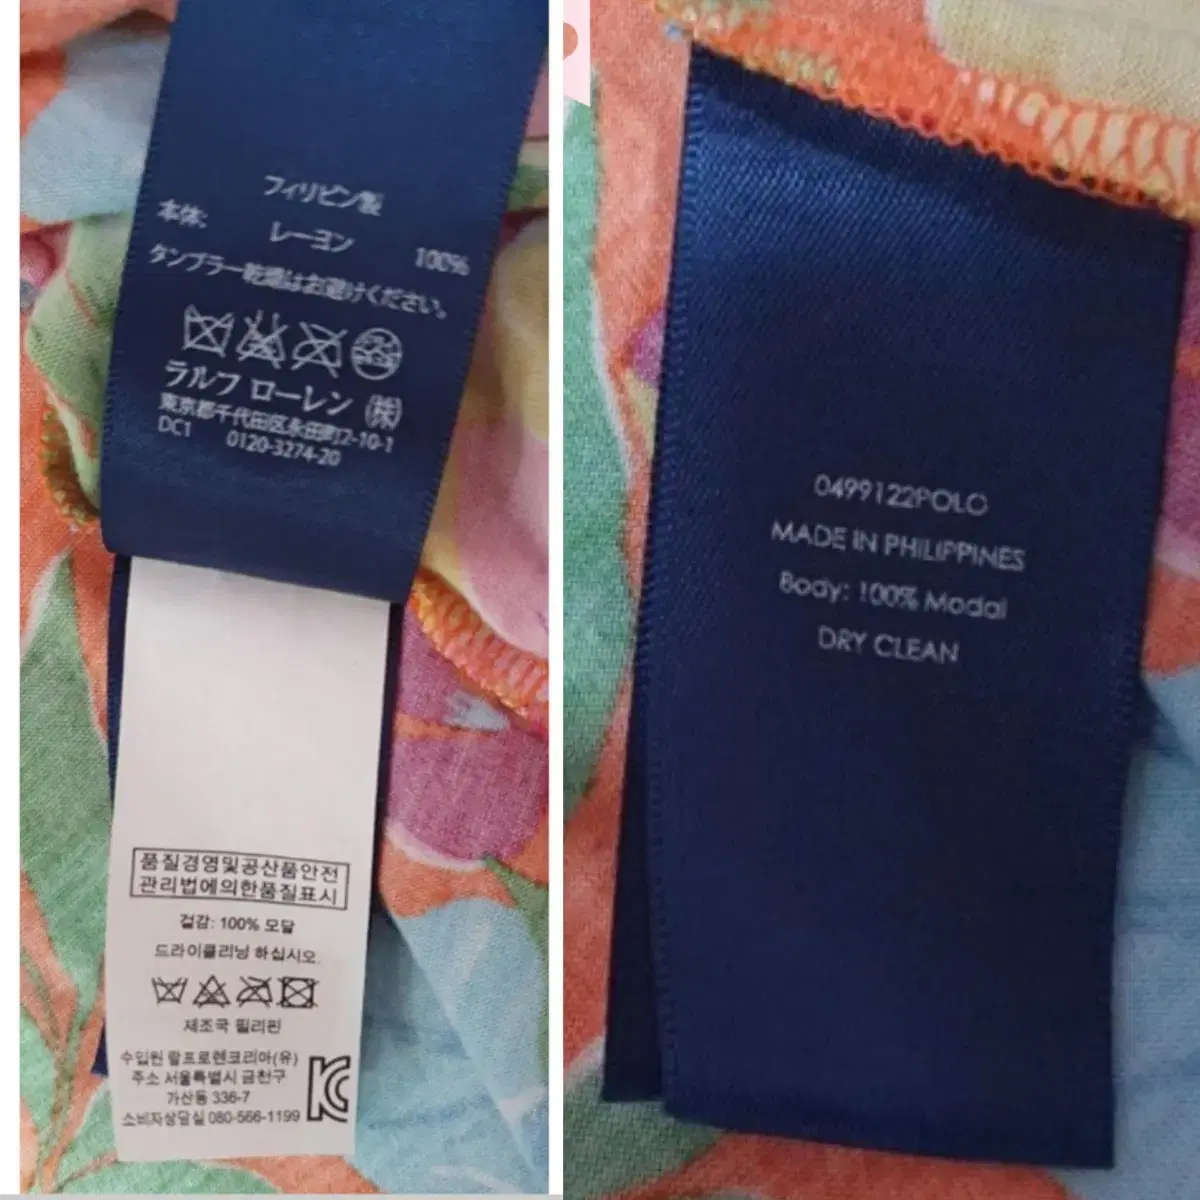 フィリピン製
本体: レーヨン 100%
タンブラー乾燥はお避けください。
ラルフ ローレン ㈱
東京都千代田区永田町2-10-1
DC1 0120-3274-20
품질경영및공산품안전
관리법에의한품질표시
겉감: 100% 모달
드라이클리닝 하십시오.
제조국 필리핀
수입원 랄프로렌코리아(유)
주소 서울특별시 금천구
가산동 336-7
소비자상담실 080-566-1199
0499122POLO
MADE IN PHILIPPINES
Body: 100% Modal
DRY CLEAN